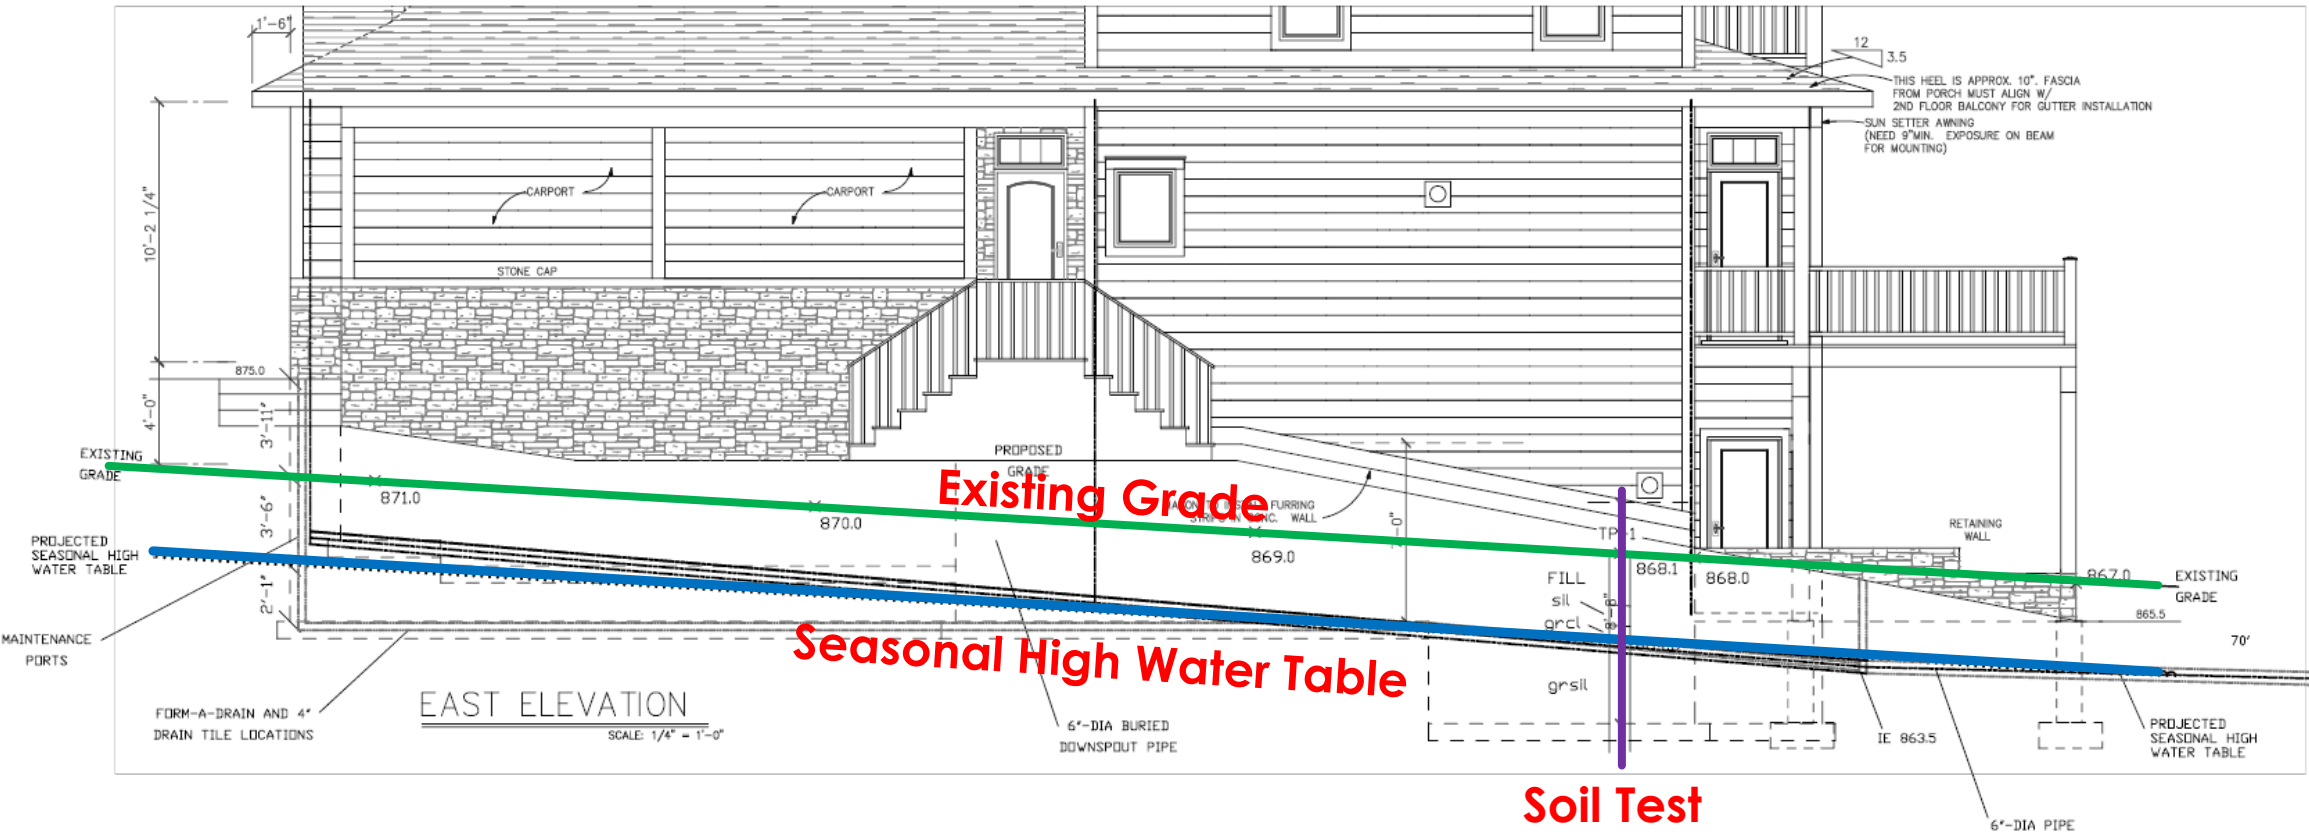 1'-6"
12
3.5
THIS HEEL IS APPROX. 10". FASCIA
FROM PORCH MUST ALIGN W/
2ND FLOOR BALCONY FOR GUTTER INSTALLATION
SUN SETTER AWNING
(NEED 9"MIN. EXPOSURE ON BEAM
FOR MOUNTING)
10'-2 1/4"
CARPORT
CARPORT
STONE CAP
875.0
4'-0"
3'-11"
EXISTING
GRADE
871.0
870.0
PROPOSED
GRADE
Existing Grade
FURRING
WALL
869.0
TP-1
868.1
868.0
RETAINING
WALL
867.0
EXISTING
GRADE
865.5
70'
3'-6"
2'-1"
PROJECTED
SEASONAL HIGH
WATER TABLE
MAINTENANCE
PORTS
FILL
sil
grcl
8'-8"
grsil
Seasonal High Water Table
FORM-A-DRAIN AND 4"
DRAIN TILE LOCATIONS
EAST ELEVATION
SCALE: 1/4" = 1'-0"
6"-DIA BURIED
DOWNSPOUT PIPE
IE 863.5
PROJECTED
SEASONAL HIGH
WATER TABLE
Soil Test
6"-DIA PIPE